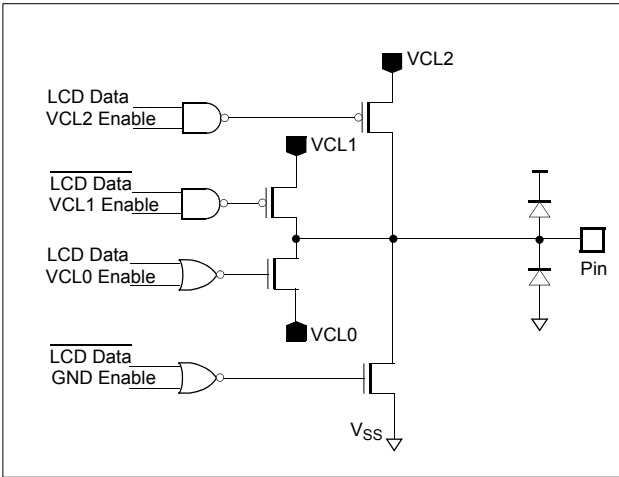 VCL2
LCD Data
VCL2 Enable
VCL1
LCD Data
VCL1 Enable
LCD Data
VCL0 Enable
Pin
VCL0
LCD Data
GND Enable
VSS